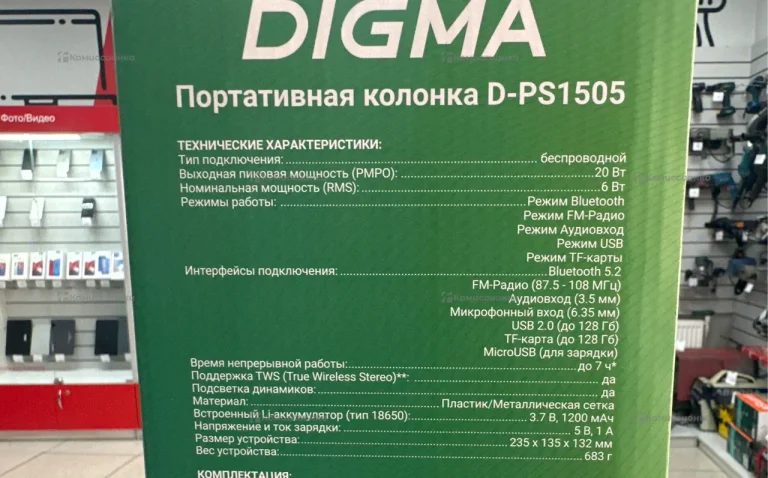 DIGMA
Портативная колонка D-PS1505
Фото/Видео
ТЕХНИЧЕСКИЕ ХАРАКТЕРИСТИКИ:
Тип подключения: беспроводной
Выходная пиковая мощность (PMPO): 20 Вт
Номинальная мощность (RMS): 6 Вт
Режимы работы: Режим Bluetooth
Режим FM-Радио
Режим Аудиовход
Режим USB
Режим TF-карты
Интерфейсы подключения: Bluetooth 5.2
FM-Радио (87.5 - 108 МГц)
Аудиовход (3.5 мм)
Микрофонный вход (6.35 мм)
USB 2.0 (до 128 Гб)
TF-карта (до 128 Гб)
MicroUSB (для зарядки)
Время непрерывной работы: до 7 ч*
Поддержка TWS (True Wireless Stereo)**: да
Подсветка динамиков: да
Материал: Пластик/Металлическая сетка
Встроенный Li-аккумулятор (тип 18650): 3.7 В, 1200 мАч
Напряжение и ток зарядки: 5 В, 1 А
Размер устройства: 235 x 135 x 132 мм
Вес устройства: 683 г
КОМПЛЕКТАЦИЯ: